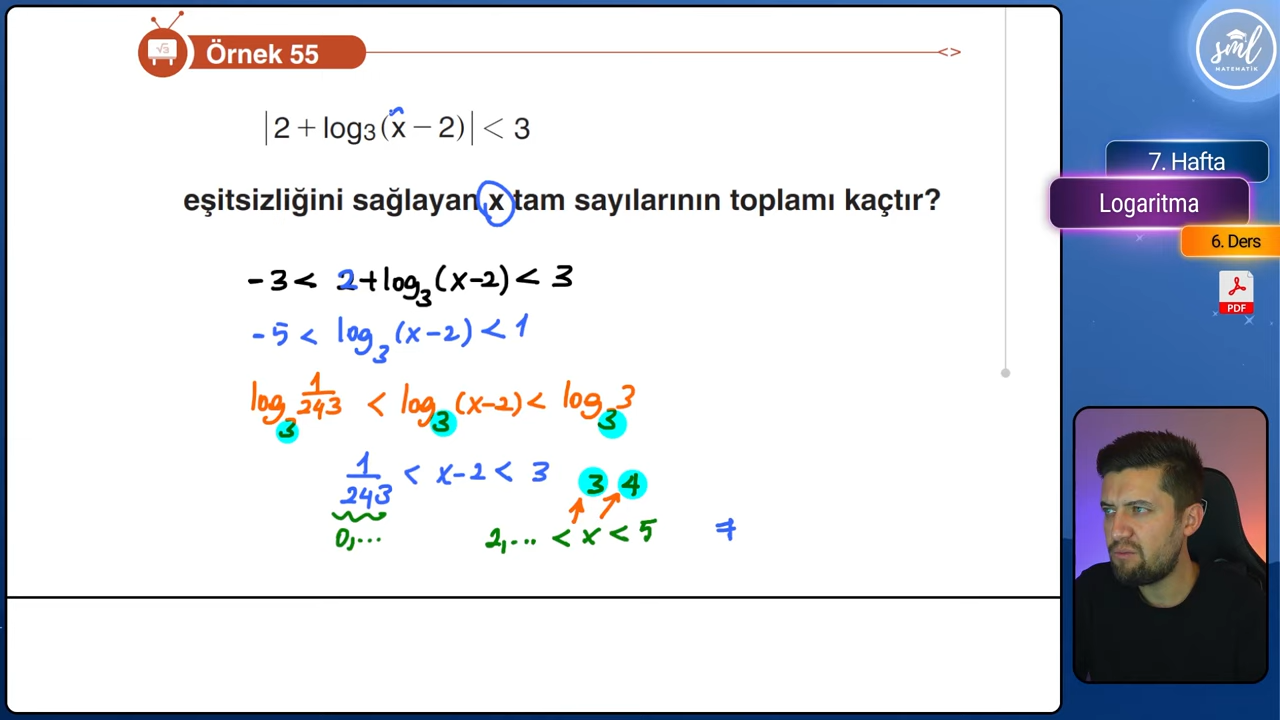 Örnek 55
<>
|2 + log₃(x − 2)| < 3
eşitsizliğini sağlayan x tam sayılarının toplamı kaçtır?
-3 < 2+log₃(x-2) < 3
-5 < log₃(x-2) < 1
log₃ 1/243 < log₃(x-2) < log₃3
1/243 < x-2 < 3 3 4
0,... 2,... < x < 5 7
sml
MATEMATİK
7. Hafta
Logaritma
6. Ders
PDF